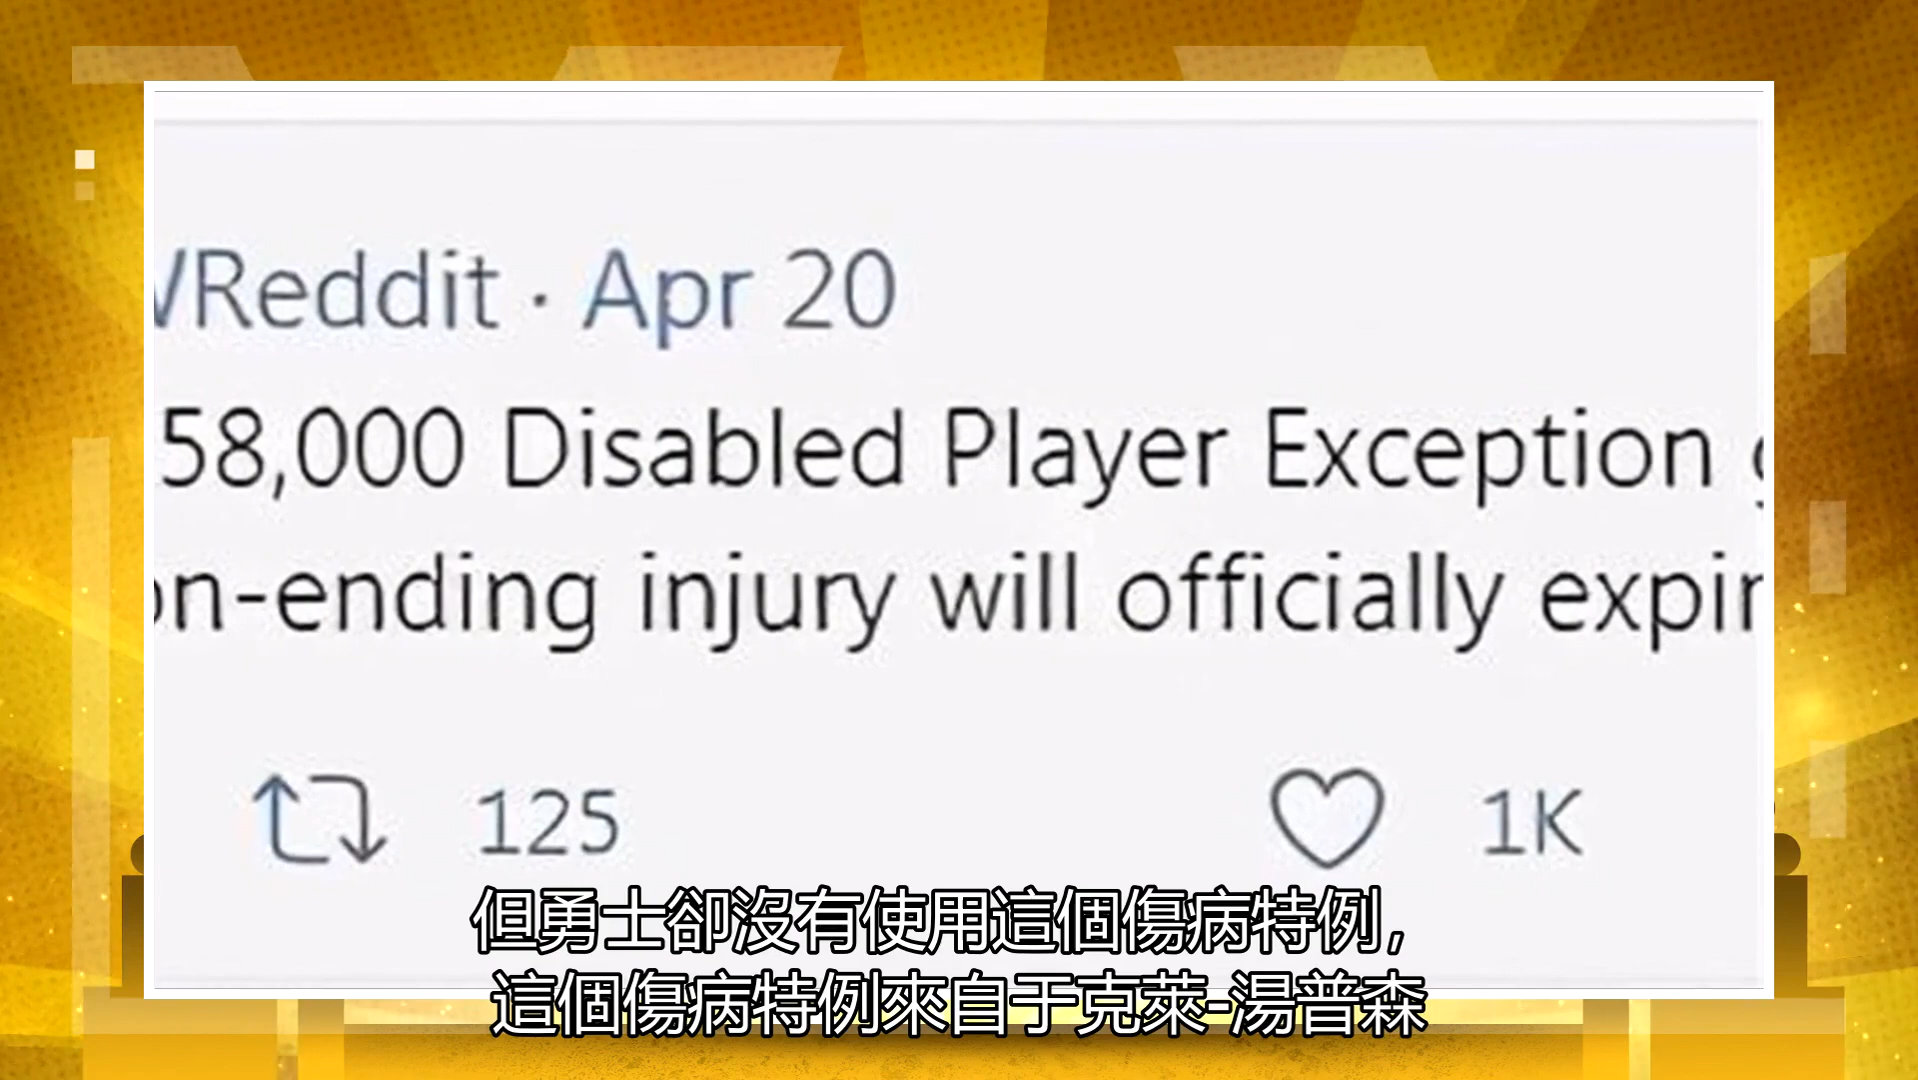 VReddit · Apr 20
58,000 Disabled Player Exception
n-ending injury will officially expir
125
1K
但勇士卻沒有使用這個傷病特例,
這個傷病特例來自于克萊-湯普森